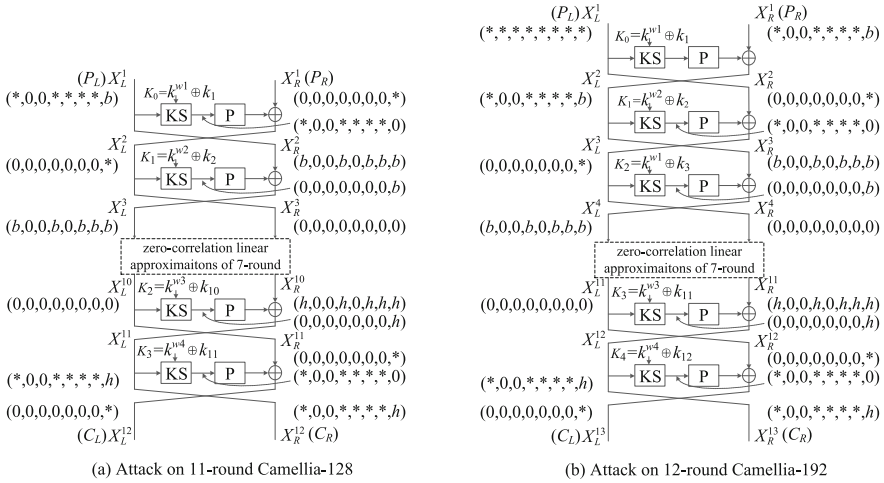 (P_L) X_L^1 X_R^1 (P_R)
(*,0,0,*,*,*,*,b) K_0=k^{w1}⊕k_1 (0,0,0,0,0,0,0,*)
KS P
(*,0,0,*,*,*,*,0)
X_L^2 X_R^2
(0,0,0,0,0,0,0,*) K_1=k^{w2}⊕k_2 (b,0,0,b,0,b,b,b)
KS P
(0,0,0,0,0,0,0,b)
X_L^3 X_R^3
(b,0,0,b,0,b,b,b) (0,0,0,0,0,0,0,0)
zero-correlation linear
approximaitons of 7-round
X_L^{10} X_R^{10}
(0,0,0,0,0,0,0,0) K_2=k^{w3}⊕k_{10} (h,0,0,h,0,h,h,h)
KS P
(0,0,0,0,0,0,0,h)
X_L^{11} X_R^{11}
K_3=k^{w4}⊕k_{11} (0,0,0,0,0,0,0,*)
KS P
(*,0,0,*,*,*,*,h) (*,0,0,*,*,*,*,0)
(0,0,0,0,0,0,0,*) (*,0,0,*,*,*,*,h)
(C_L) X_L^{12} X_R^{12} (C_R)
(a) Attack on 11-round Camellia-128
(P_L) X_L^1 X_R^1 (P_R)
(*,*,*,*,*,*,*,*) K_0=k^{w1}⊕k_1 (*,0,0,*,*,*,*,b)
KS P
X_L^2 X_R^2
(*,0,0,*,*,*,*,b) K_1=k^{w2}⊕k_2 (0,0,0,0,0,0,0,*)
KS P
(*,0,0,*,*,*,*,0)
X_L^3 X_R^3
(0,0,0,0,0,0,0,*) K_2=k^{w1}⊕k_3 (b,0,0,b,0,b,b,b)
KS P
(0,0,0,0,0,0,0,b)
X_L^4 X_R^4
(b,0,0,b,0,b,b,b) (0,0,0,0,0,0,0,0)
zero-correlation linear
approximaitons of 7-round
X_L^{11} X_R^{11}
(0,0,0,0,0,0,0,0) K_3=k^{w3}⊕k_{11} (h,0,0,h,0,h,h,h)
KS P
(0,0,0,0,0,0,0,h)
X_L^{12} X_R^{12}
K_4=k^{w4}⊕k_{12} (0,0,0,0,0,0,0,*)
KS P
(*,0,0,*,*,*,*,h) (*,0,0,*,*,*,*,0)
(0,0,0,0,0,0,0,*) (*,0,0,*,*,*,*,h)
(C_L) X_L^{13} X_R^{13} (C_R)
(b) Attack on 12-round Camellia-192